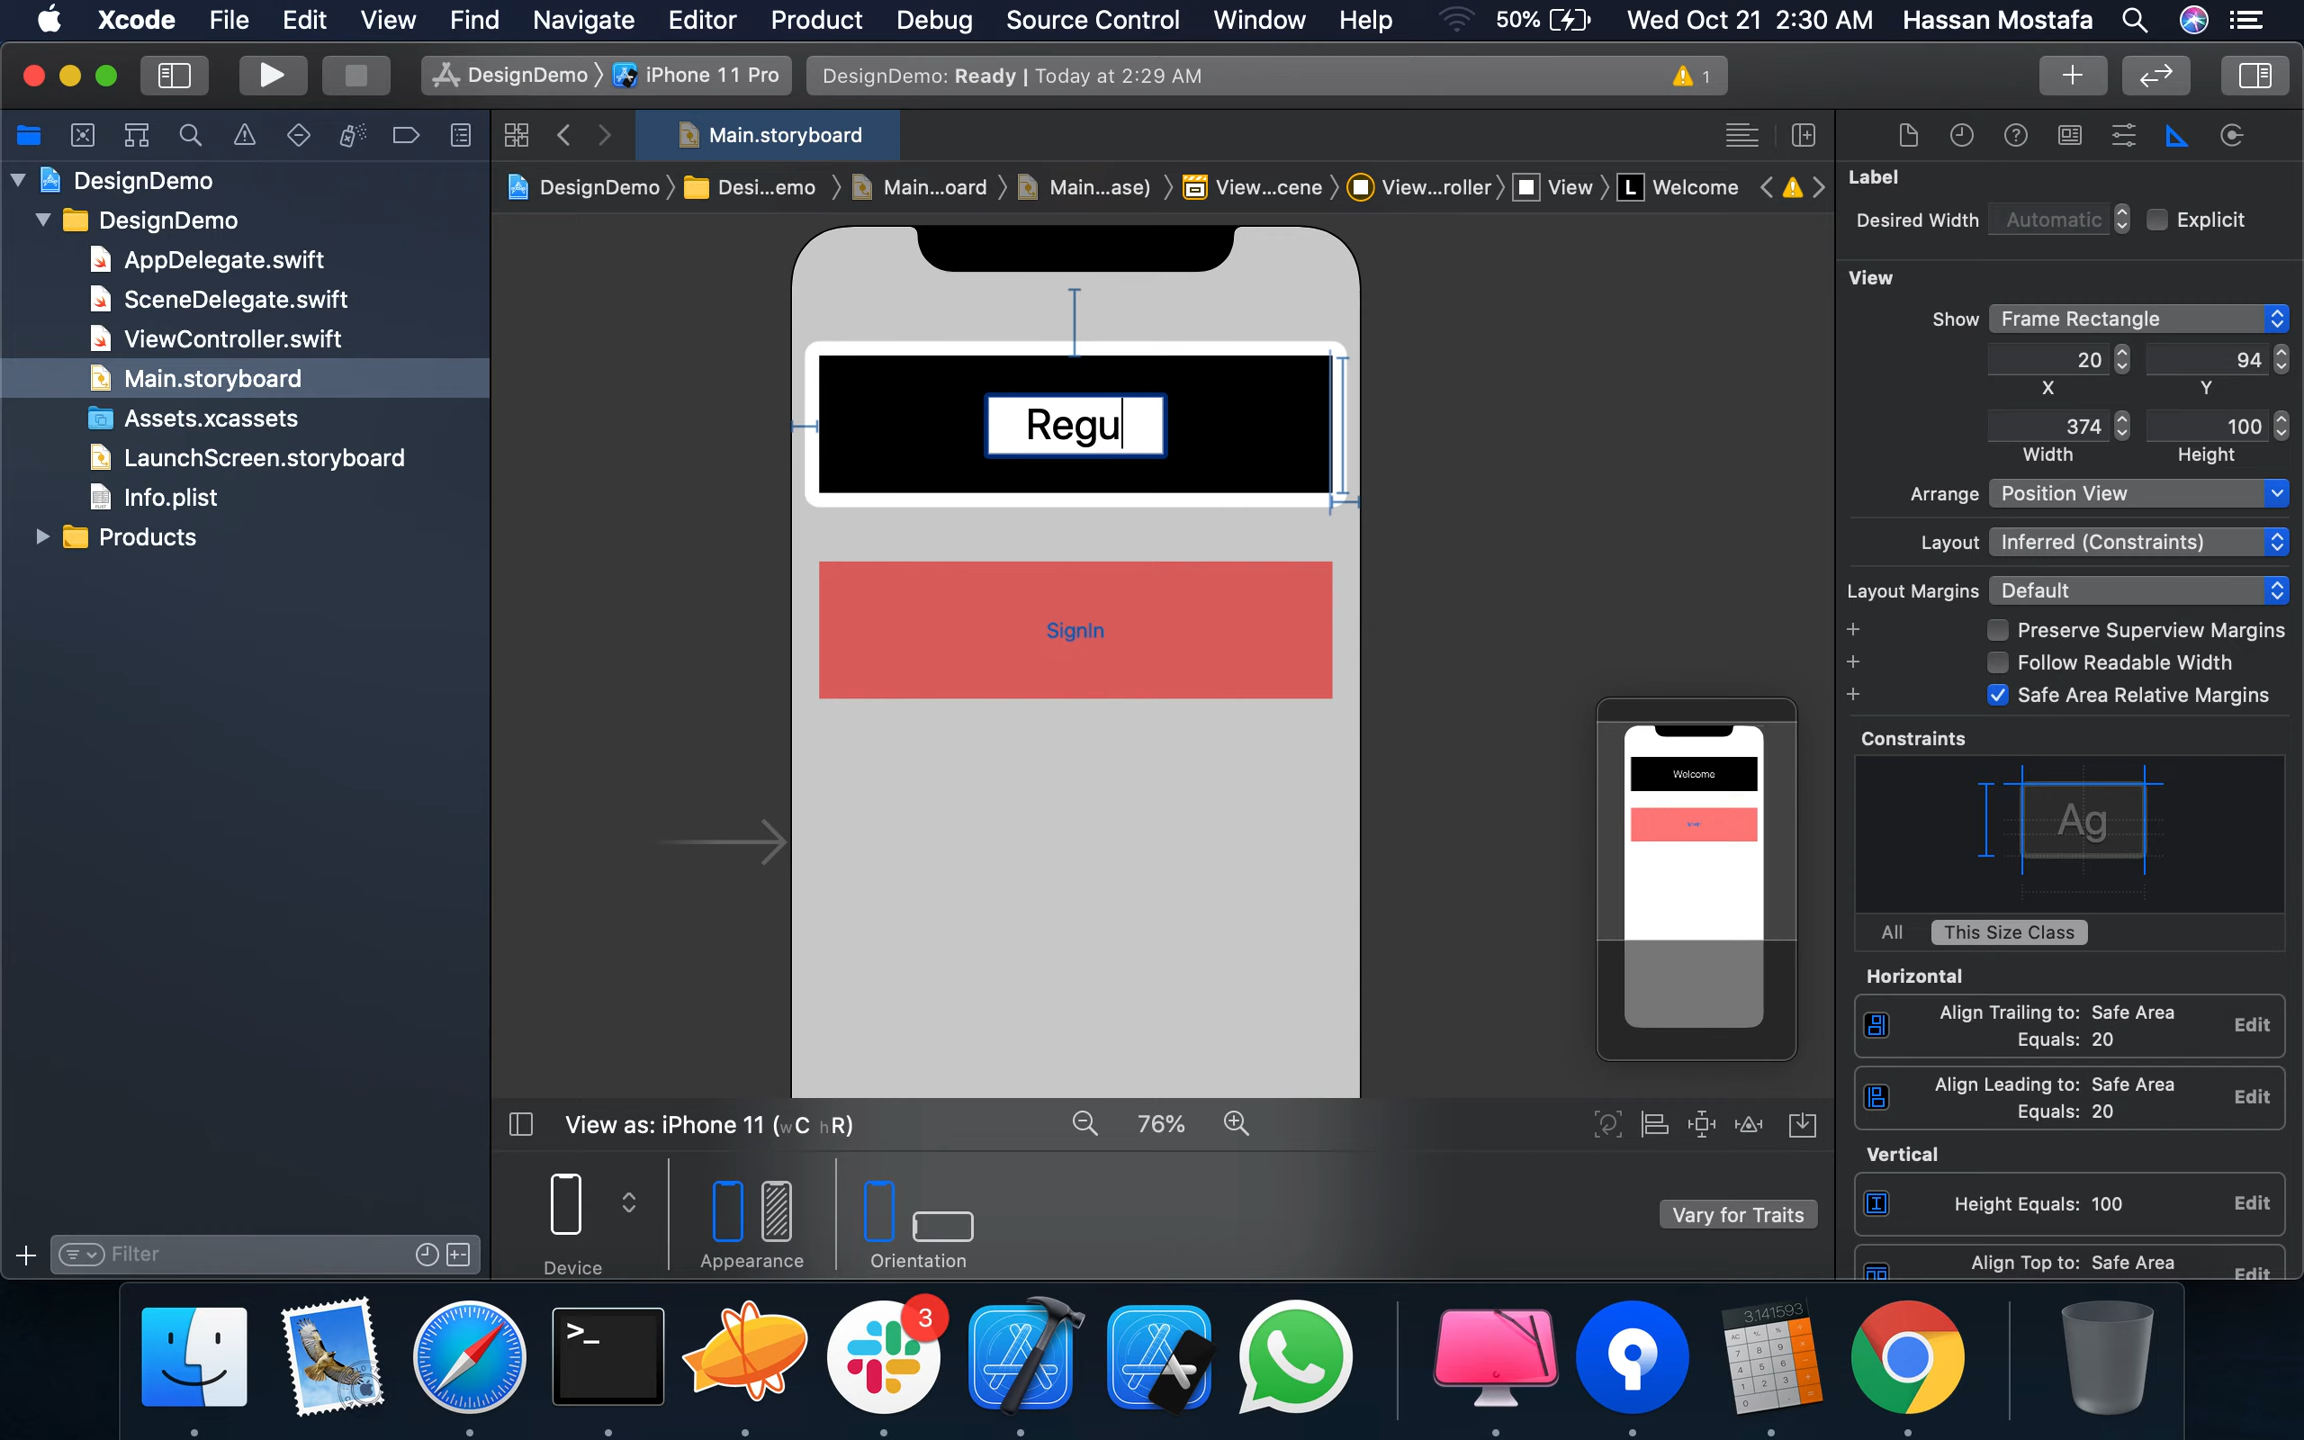 Xcode File Edit View Find Navigate Editor Product Debug Source Control Window Help 50% Wed Oct 21 2:30 AM Hassan Mostafa
DesignDemo iPhone 11 Pro
DesignDemo: Ready | Today at 2:29 AM
1
DesignDemo
DesignDemo
AppDelegate.swift
SceneDelegate.swift
ViewController.swift
Main.storyboard
Assets.xcassets
LaunchScreen.storyboard
Info.plist
Products
Filter
Main.storyboard
DesignDemo Desi...emo Main...oard Main...ase) View...cene View...roller View L Welcome
Regu
SignIn
Welcome
View as: iPhone 11 (wC hR)
76%
Device
Appearance
Orientation
Vary for Traits
Label
Desired Width Automatic Explicit
View
Show Frame Rectangle
20 94
X Y
374 100
Width Height
Arrange Position View
Layout Inferred (Constraints)
Layout Margins Default
Preserve Superview Margins
Follow Readable Width
Safe Area Relative Margins
Constraints
Ag
All This Size Class
Horizontal
Align Trailing to: Safe Area
Equals: 20
Edit
Align Leading to: Safe Area
Equals: 20
Edit
Vertical
Height Equals: 100
Edit
Align Top to: Safe Area
Edit
3
3.141593